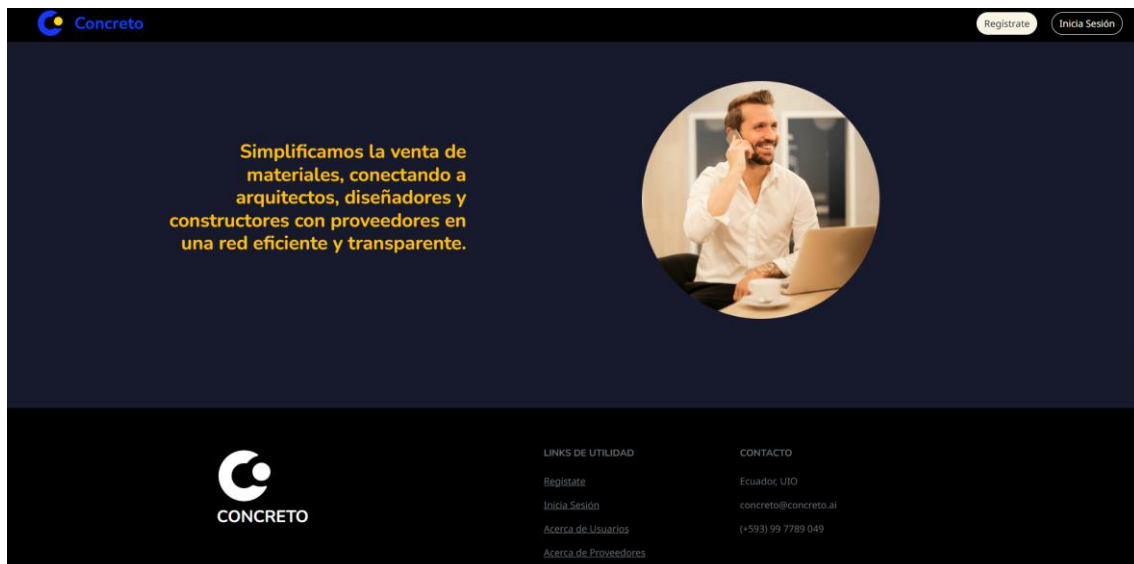 Concreto
Registrate
Inicia Sesión
Simplificamos la venta de
materiales, conectando a
arquitectos, diseñadores y
constructores con proveedores en
una red eficiente y transparente.
CONCRETO
LINKS DE UTILIDAD
Registate
Inicia Sesión
Acerca de Usuarios
Acerca de Proveedores
CONTACTO
Ecuador, UIO
concreto@concreto.ai
(+593) 99 7789 049